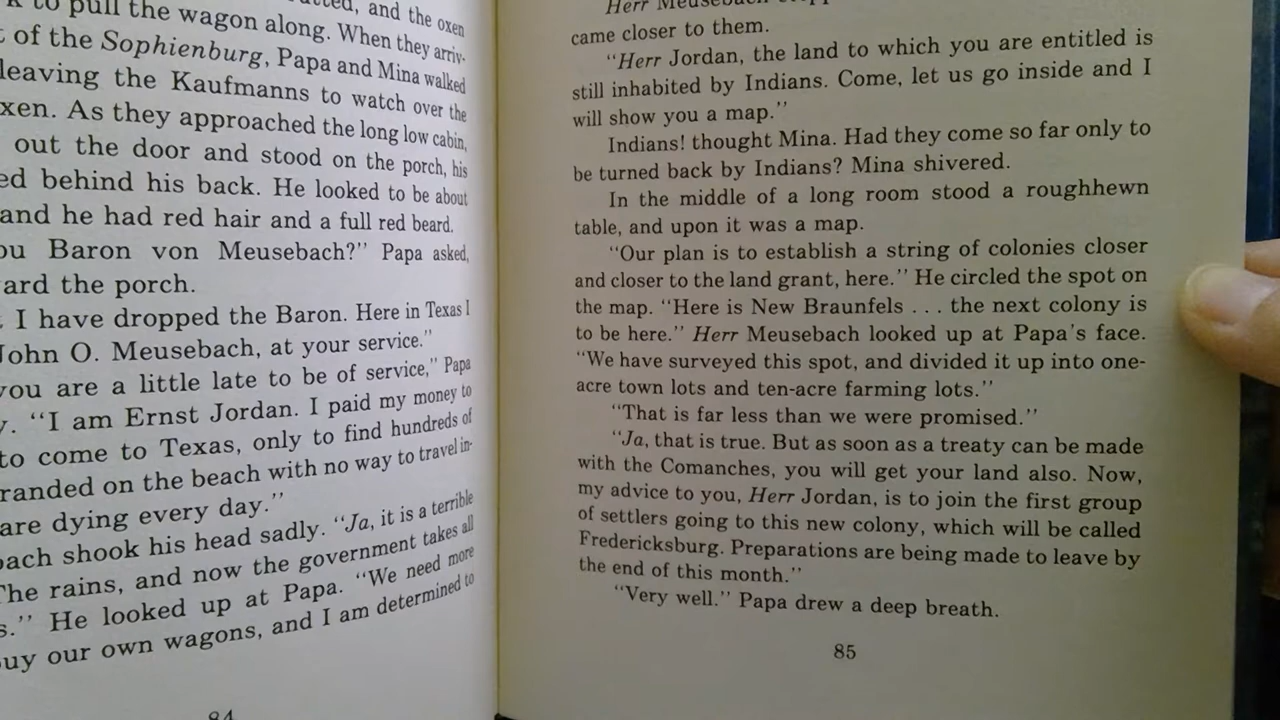 to pull the wagon along. When they arriv-
of the Sophienburg, Papa and Mina walked
leaving the Kaufmanns to watch over the
xen. As they approached the long low cabin,
out the door and stood on the porch, his
ed behind his back. He looked to be about
and he had red hair and a full red beard.
ou Baron von Meusebach?” Papa asked,
ard the porch.
I have dropped the Baron. Here in Texas I
John O. Meusebach, at your service.”
you are a little late to be of service,” Papa
y. “I am Ernst Jordan. I paid my money to
to come to Texas, only to find hundreds of
randed on the beach with no way to travel in-
are dying every day.”
bach shook his head sadly. “Ja, it is a terrible
The rains, and now the government takes all
s.” He looked up at Papa. “We need more
buy our own wagons, and I am determined to
84
Herr Meusebach
came closer to them.
“Herr Jordan, the land to which you are entitled is
still inhabited by Indians. Come, let us go inside and I
will show you a map.”
Indians! thought Mina. Had they come so far only to
be turned back by Indians? Mina shivered.
In the middle of a long room stood a roughhewn
table, and upon it was a map.
“Our plan is to establish a string of colonies closer
and closer to the land grant, here.” He circled the spot on
the map. “Here is New Braunfels . . . the next colony is
to be here.” Herr Meusebach looked up at Papa’s face.
“We have surveyed this spot, and divided it up into one-
acre town lots and ten-acre farming lots.”
“That is far less than we were promised.”
“Ja, that is true. But as soon as a treaty can be made
with the Comanches, you will get your land also. Now,
my advice to you, Herr Jordan, is to join the first group
of settlers going to this new colony, which will be called
Fredericksburg. Preparations are being made to leave by
the end of this month.”
“Very well.” Papa drew a deep breath.
85